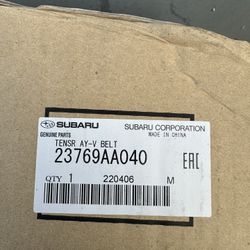 SUBARU
SUBARU CORPORATION
GENUINE PARTS
MADE IN CHINA
TENSR AY-V BELT
23769AA040
EAC
QTY 1 220406 M